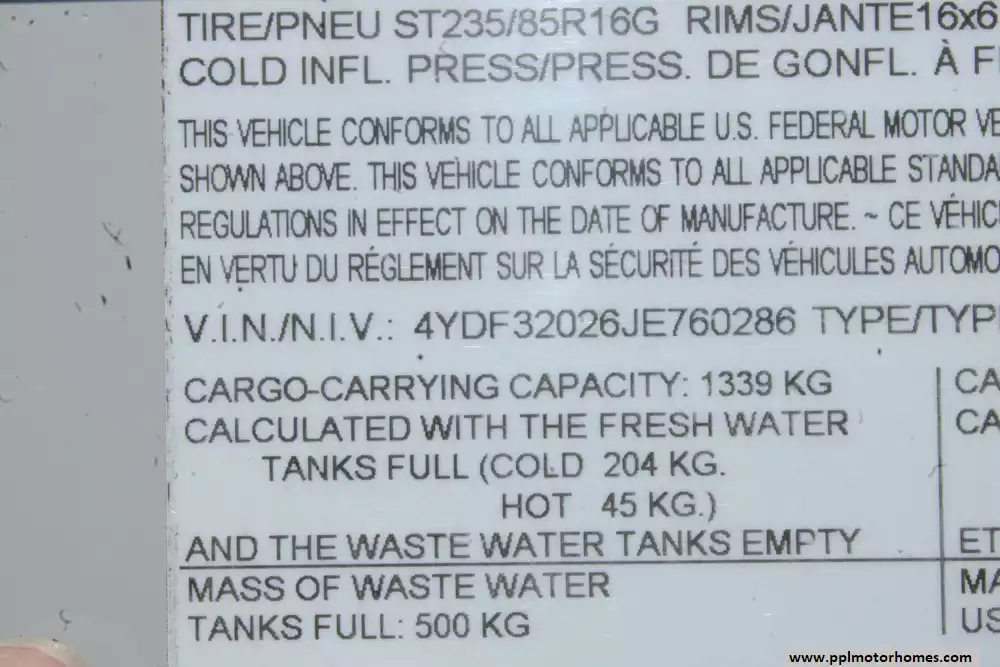 TIRE/PNEU ST235/85R16G RIMS/JANTE16x6
COLD INFL. PRESS/PRESS. DE GONFL. À F
THIS VEHICLE CONFORMS TO ALL APPLICABLE U.S. FEDERAL MOTOR VE
SHOWN ABOVE. THIS VEHICLE CONFORMS TO ALL APPLICABLE STANDA
REGULATIONS IN EFFECT ON THE DATE OF MANUFACTURE. ~ CE VÉHIC
EN VERTU DU RÉGLEMENT SUR LA SÉCURITÉ DES VÉHICULES AUTOMO
V.I.N./N.I.V.: 4YDF32026JE760286 TYPE/TYP
CARGO-CARRYING CAPACITY: 1339 KG
CALCULATED WITH THE FRESH WATER
TANKS FULL (COLD 204 KG.
HOT 45 KG.)
AND THE WASTE WATER TANKS EMPTY
MASS OF WASTE WATER
TANKS FULL: 500 KG
CA
CA
ET
MA
US
www.pplmotorhomes.com